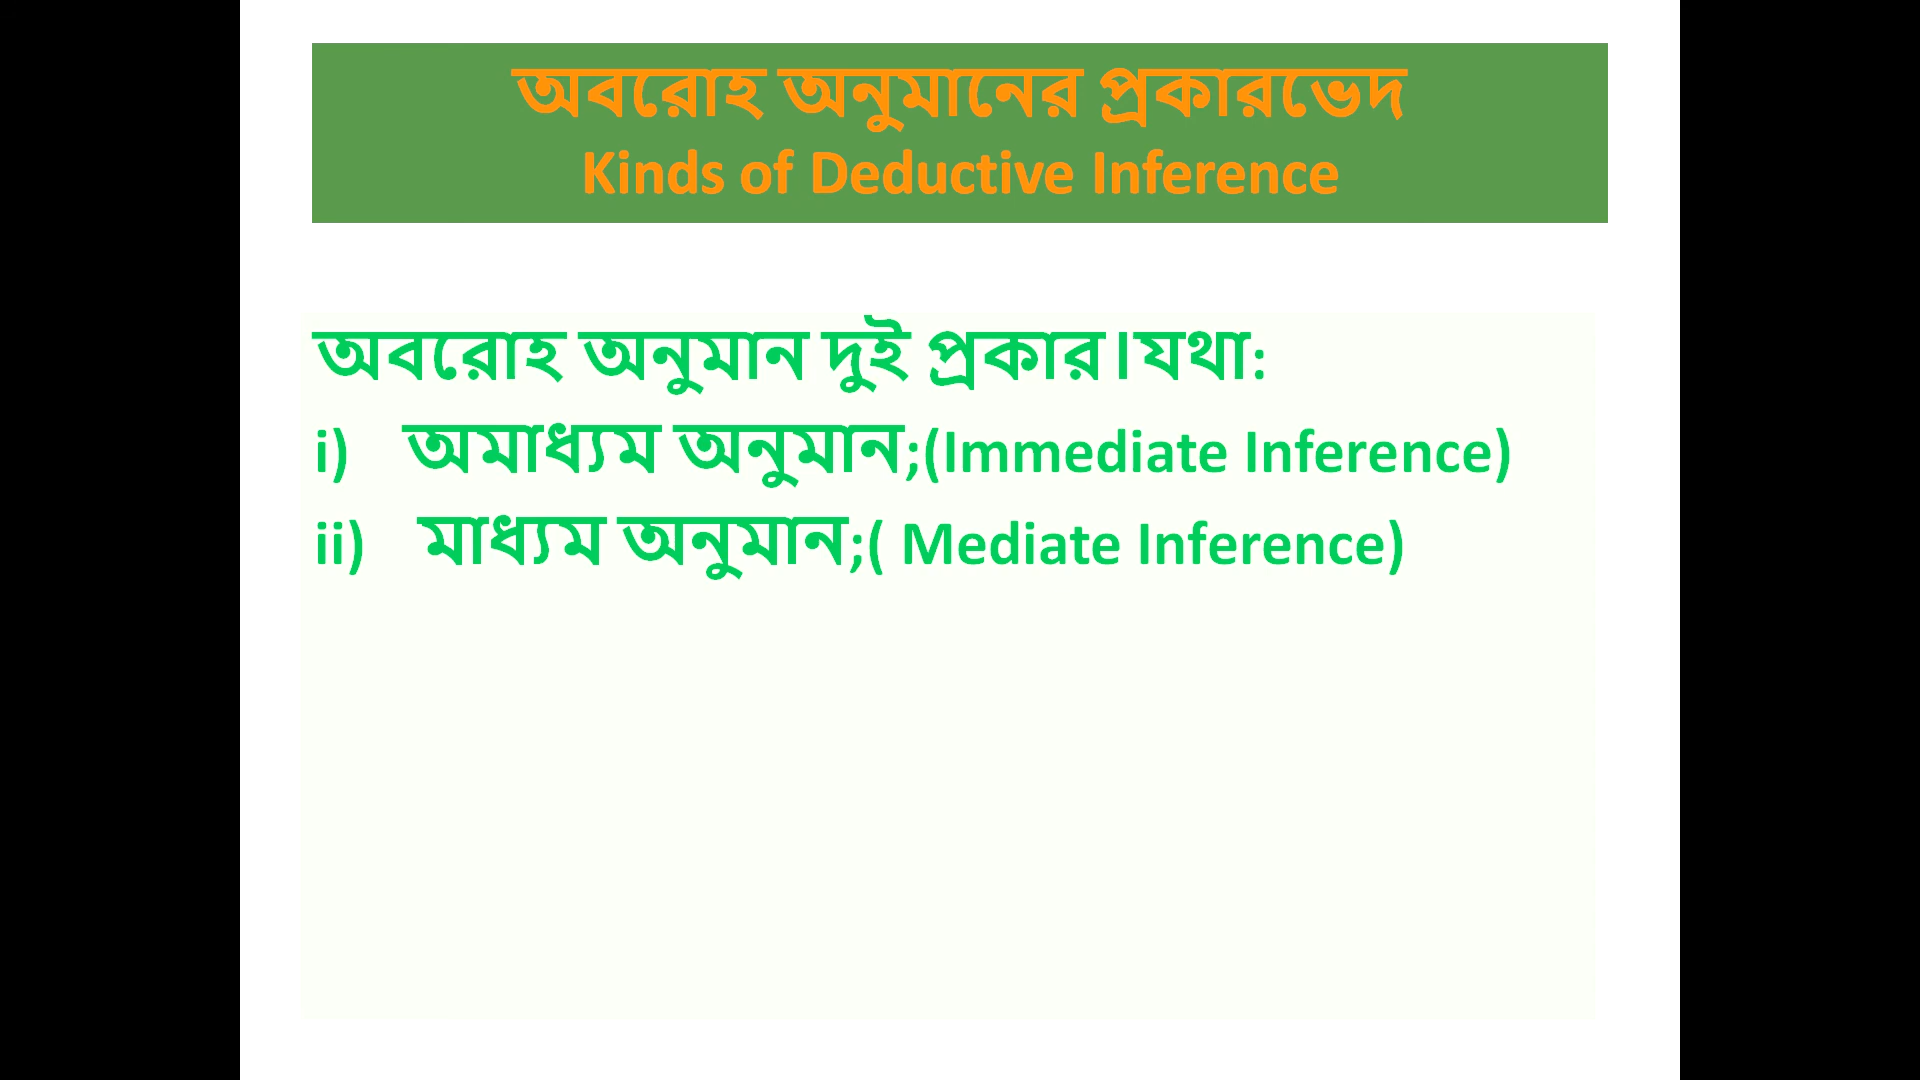 অবরোহ অনুমানের প্রকারভেদ
Kinds of Deductive Inference
অবরোহ অনুমান দুই প্রকার।যথা:
i) অমাধ্যম অনুমান;(Immediate Inference)
ii) মাধ্যম অনুমান;( Mediate Inference)